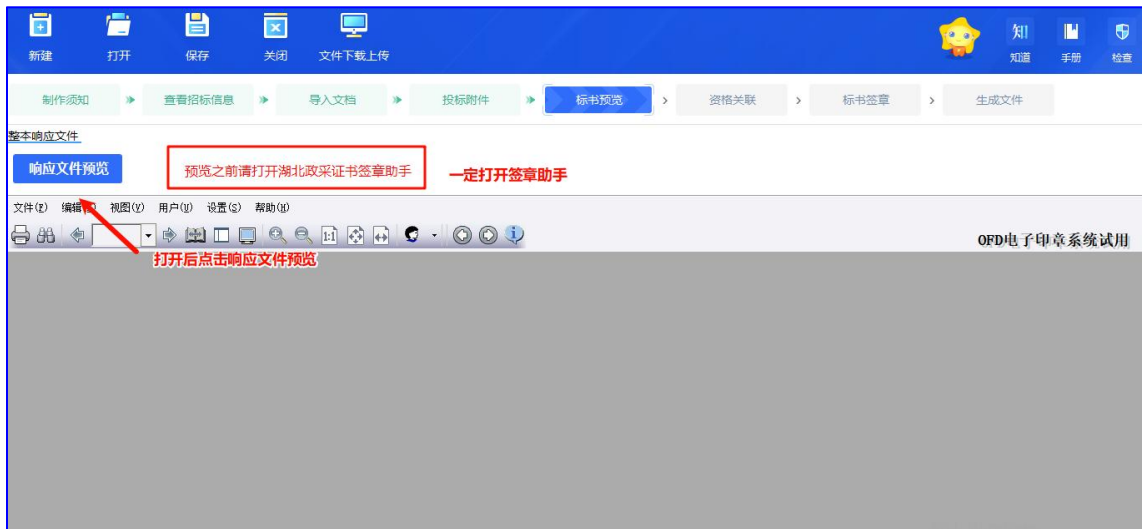 新建 打开 保存 关闭 文件下载上传 知 知道 手册 检查
制作须知 查看招标信息 导入文档 投标附件 标书预览 资格关联 标书签章 生成文件
整本响应文件
响应文件预览 预览之前请打开湖北政采证书签章助手 一定打开签章助手
文件(F) 编辑 视图(V) 用户(U) 设置(S) 帮助(H)
1:1 OFD电子印章系统试用
打开后点击响应文件预览